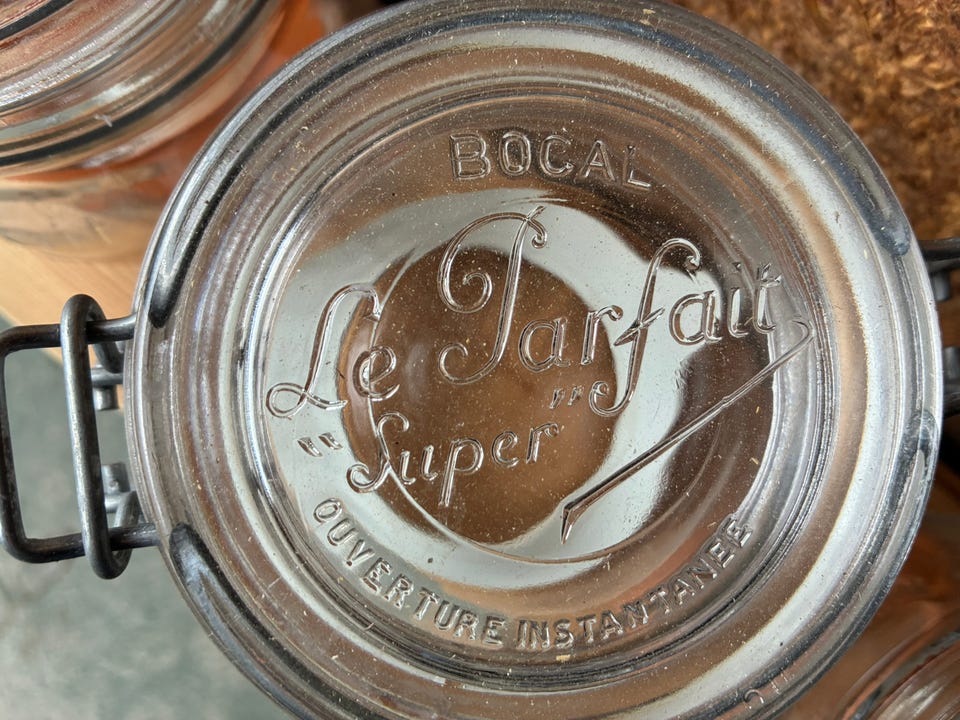 BOCAL
Le Parfait
"Super"
OUVERTURE INSTANTANEE